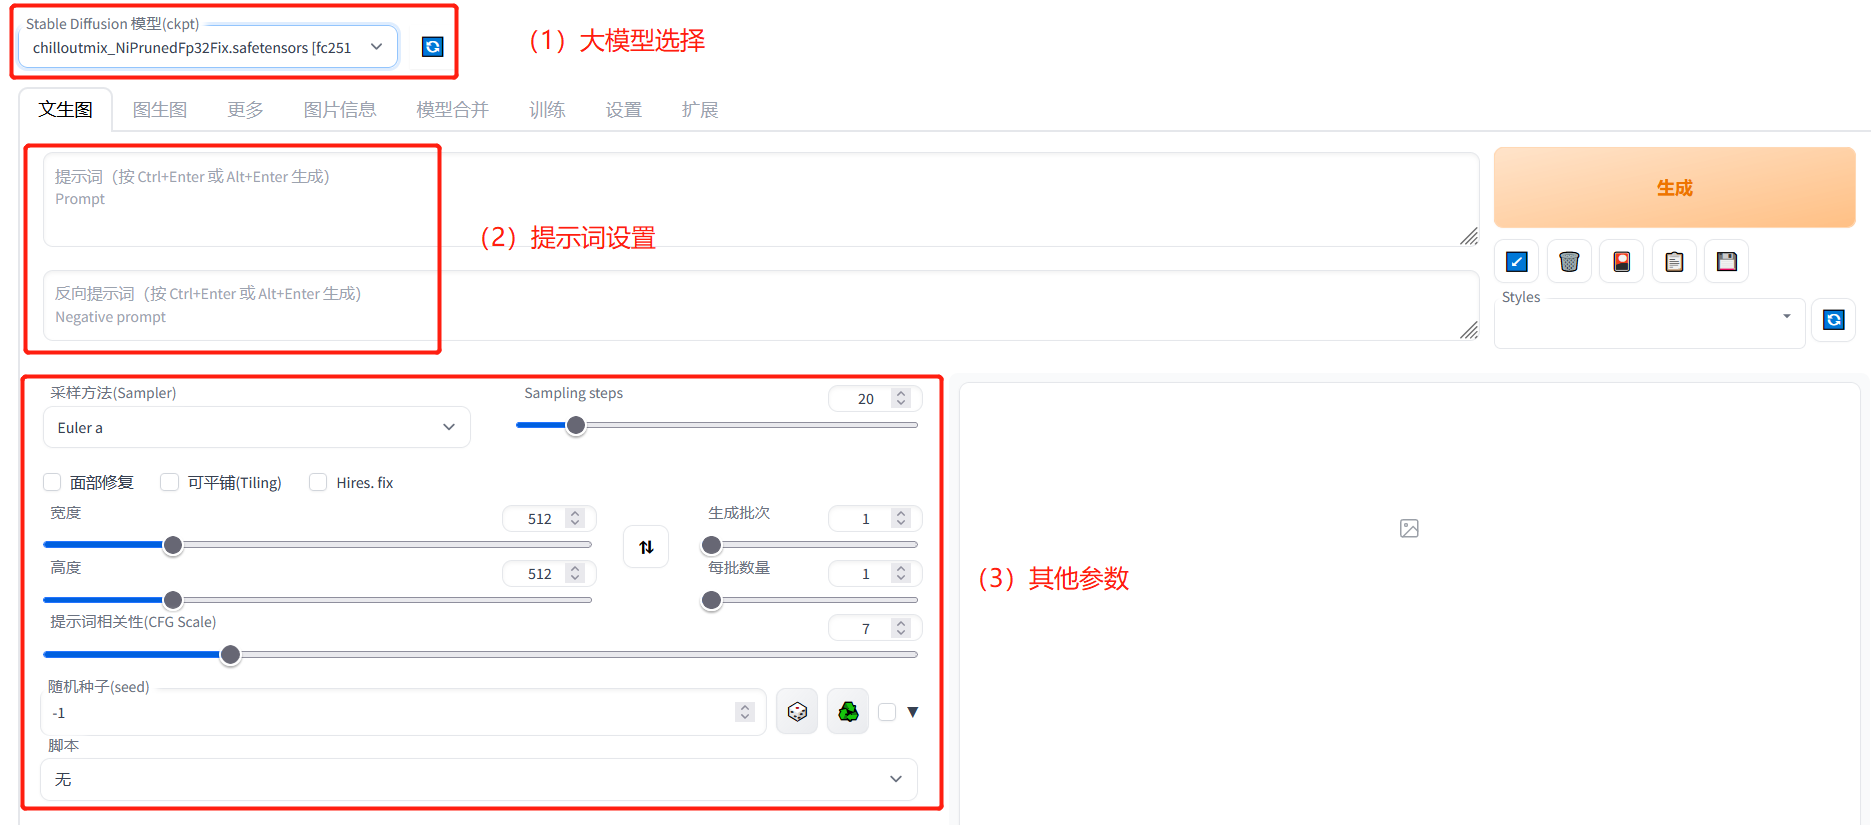 Stable Diffusion 模型(ckpt)
chilloutmix_NiPrunedFp32Fix.safetensors [fc251
（1）大模型选择
文生图 图生图 更多 图片信息 模型合并 训练 设置 扩展
提示词（按 Ctrl+Enter 或 Alt+Enter 生成）
Prompt
（2）提示词设置
反向提示词（按 Ctrl+Enter 或 Alt+Enter 生成）
Negative prompt
生成
Styles
采样方法(Sampler)
Euler a
Sampling steps
20
面部修复 可平铺(Tiling) Hires. fix
宽度
512
生成批次
1
高度
512
每批数量
1
提示词相关性(CFG Scale)
7
随机种子(seed)
-1
脚本
无
（3）其他参数